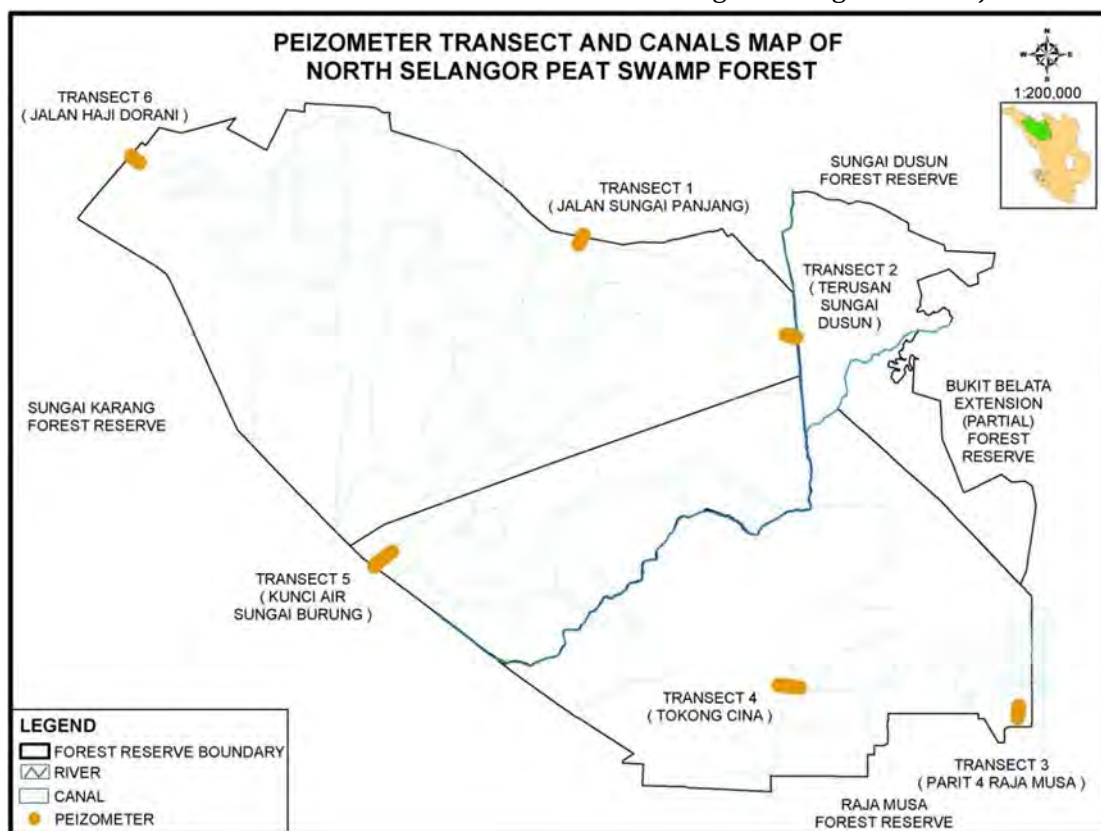 PEIZOMETER TRANSECT AND CANALS MAP OF
NORTH SELANGOR PEAT SWAMP FOREST
1:200,000
TRANSECT 6
( JALAN HAJI DORANI )
SUNGAI DUSUN
FOREST RESERVE
TRANSECT 1
( JALAN SUNGAI PANJANG)
TRANSECT 2
( TERUSAN
SUNGAI
DUSUN )
BUKIT BELATA
EXTENSION
(PARTIAL)
FOREST
RESERVE
SUNGAI KARANG
FOREST RESERVE
TRANSECT 5
( KUNCI AIR
SUNGAI BURUNG )
TRANSECT 4
( TOKONG CINA )
TRANSECT 3
( PARIT 4 RAJA MUSA )
RAJA MUSA
FOREST RESERVE
LEGEND
FOREST RESERVE BOUNDARY
RIVER
CANAL
PEIZOMETER